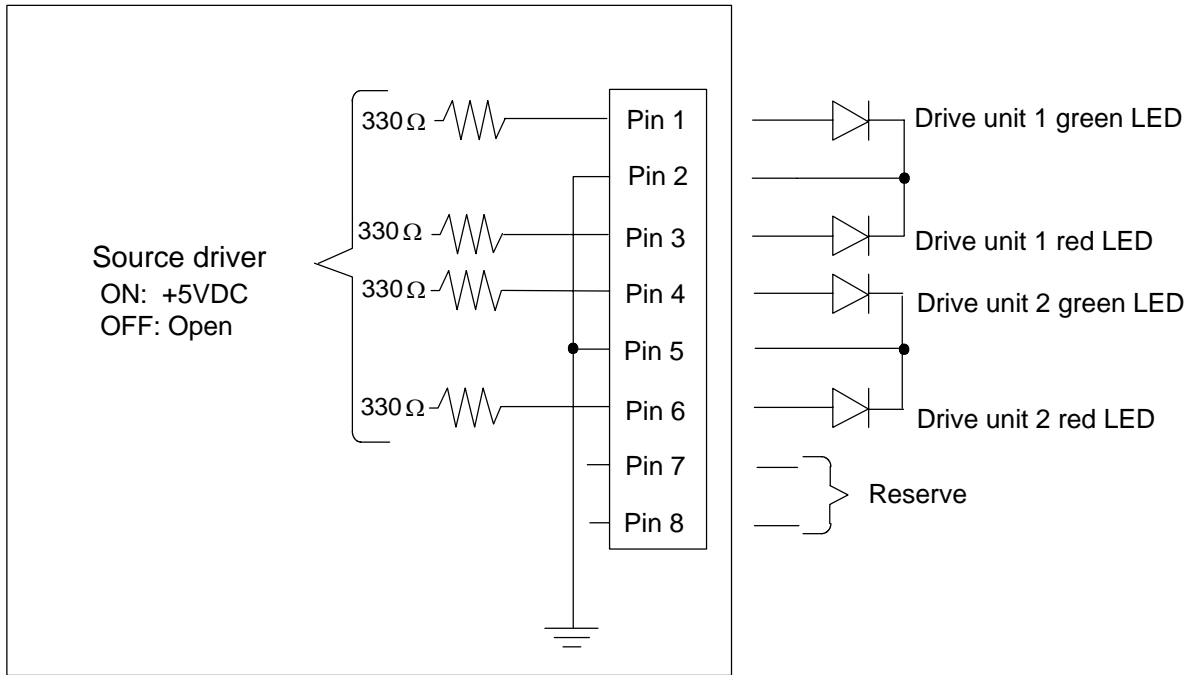 330Ω
Pin 1
Drive unit 1 green LED
Pin 2
330Ω
Pin 3
Drive unit 1 red LED
Source driver
ON: +5VDC
OFF: Open
330Ω
Pin 4
Drive unit 2 green LED
Pin 5
330Ω
Pin 6
Drive unit 2 red LED
Pin 7
Pin 8
Reserve